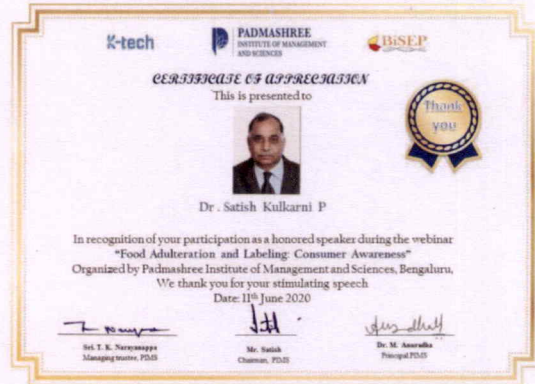 K-tech
PADMASHREE
INSTITUTE OF MANAGEMENT
AND SCIENCES
BiSEP
CERTIFICATE OF APPRECIATION
This is presented to
Thank
you
Dr . Satish Kulkarni P
In recognition of your participation as a honored speaker during the webinar
"Food Adulteration and Labeling: Consumer Awareness"
Organized by Padmashree Institute of Management and Sciences, Bengaluru,
We thank you for your stimulating speech
Date: 11th June 2020
Sri. T. K. Narayanappa
Managing trustee, PIMS
Mr. Satish
Chairman, PIMS
Dr. M. Anuradha
Principal PIMS